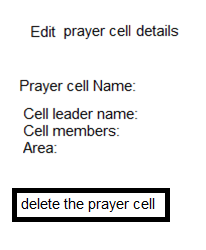 Edit prayer cell details
Prayer cell Name:
Cell leader name:
Cell members:
Area:
delete the prayer cell